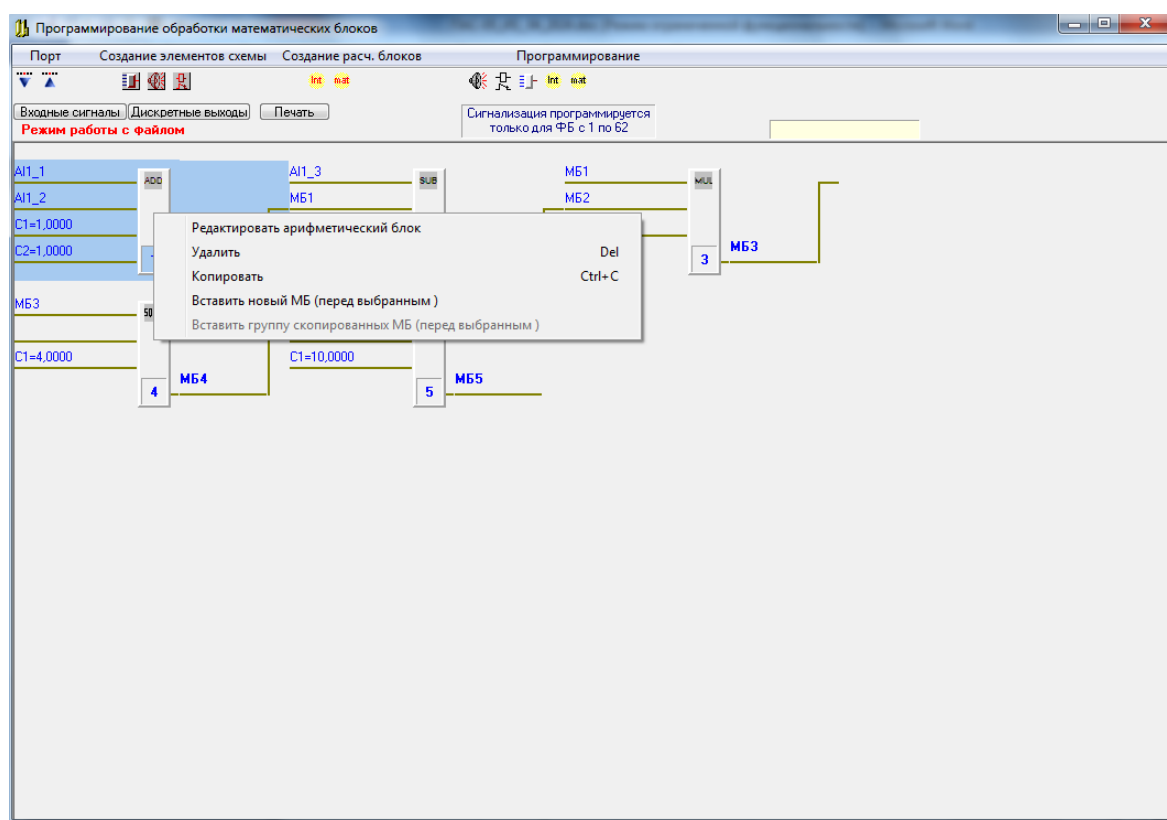 Программирование обработки математических блоков
Порт Создание элементов схемы Создание расч. блоков Программирование
Int mat Int mat
Входные сигналы Дискретные выходы Печать
Сигнализация программируется
только для ФБ с 1 по 62
Режим работы с файлом
AI1_1 ADD AI1_3 SUB МБ1 MUL
AI1_2 МБ1 МБ2
C1=1,0000
C2=1,0000 3 МБ3
Редактировать арифметический блок
Удалить Del
Копировать Ctrl+C
Вставить новый МБ (перед выбранным )
Вставить группу скопированных МБ (перед выбранным )
МБ3
C1=4,0000 C1=10,0000
4 МБ4 5 МБ5